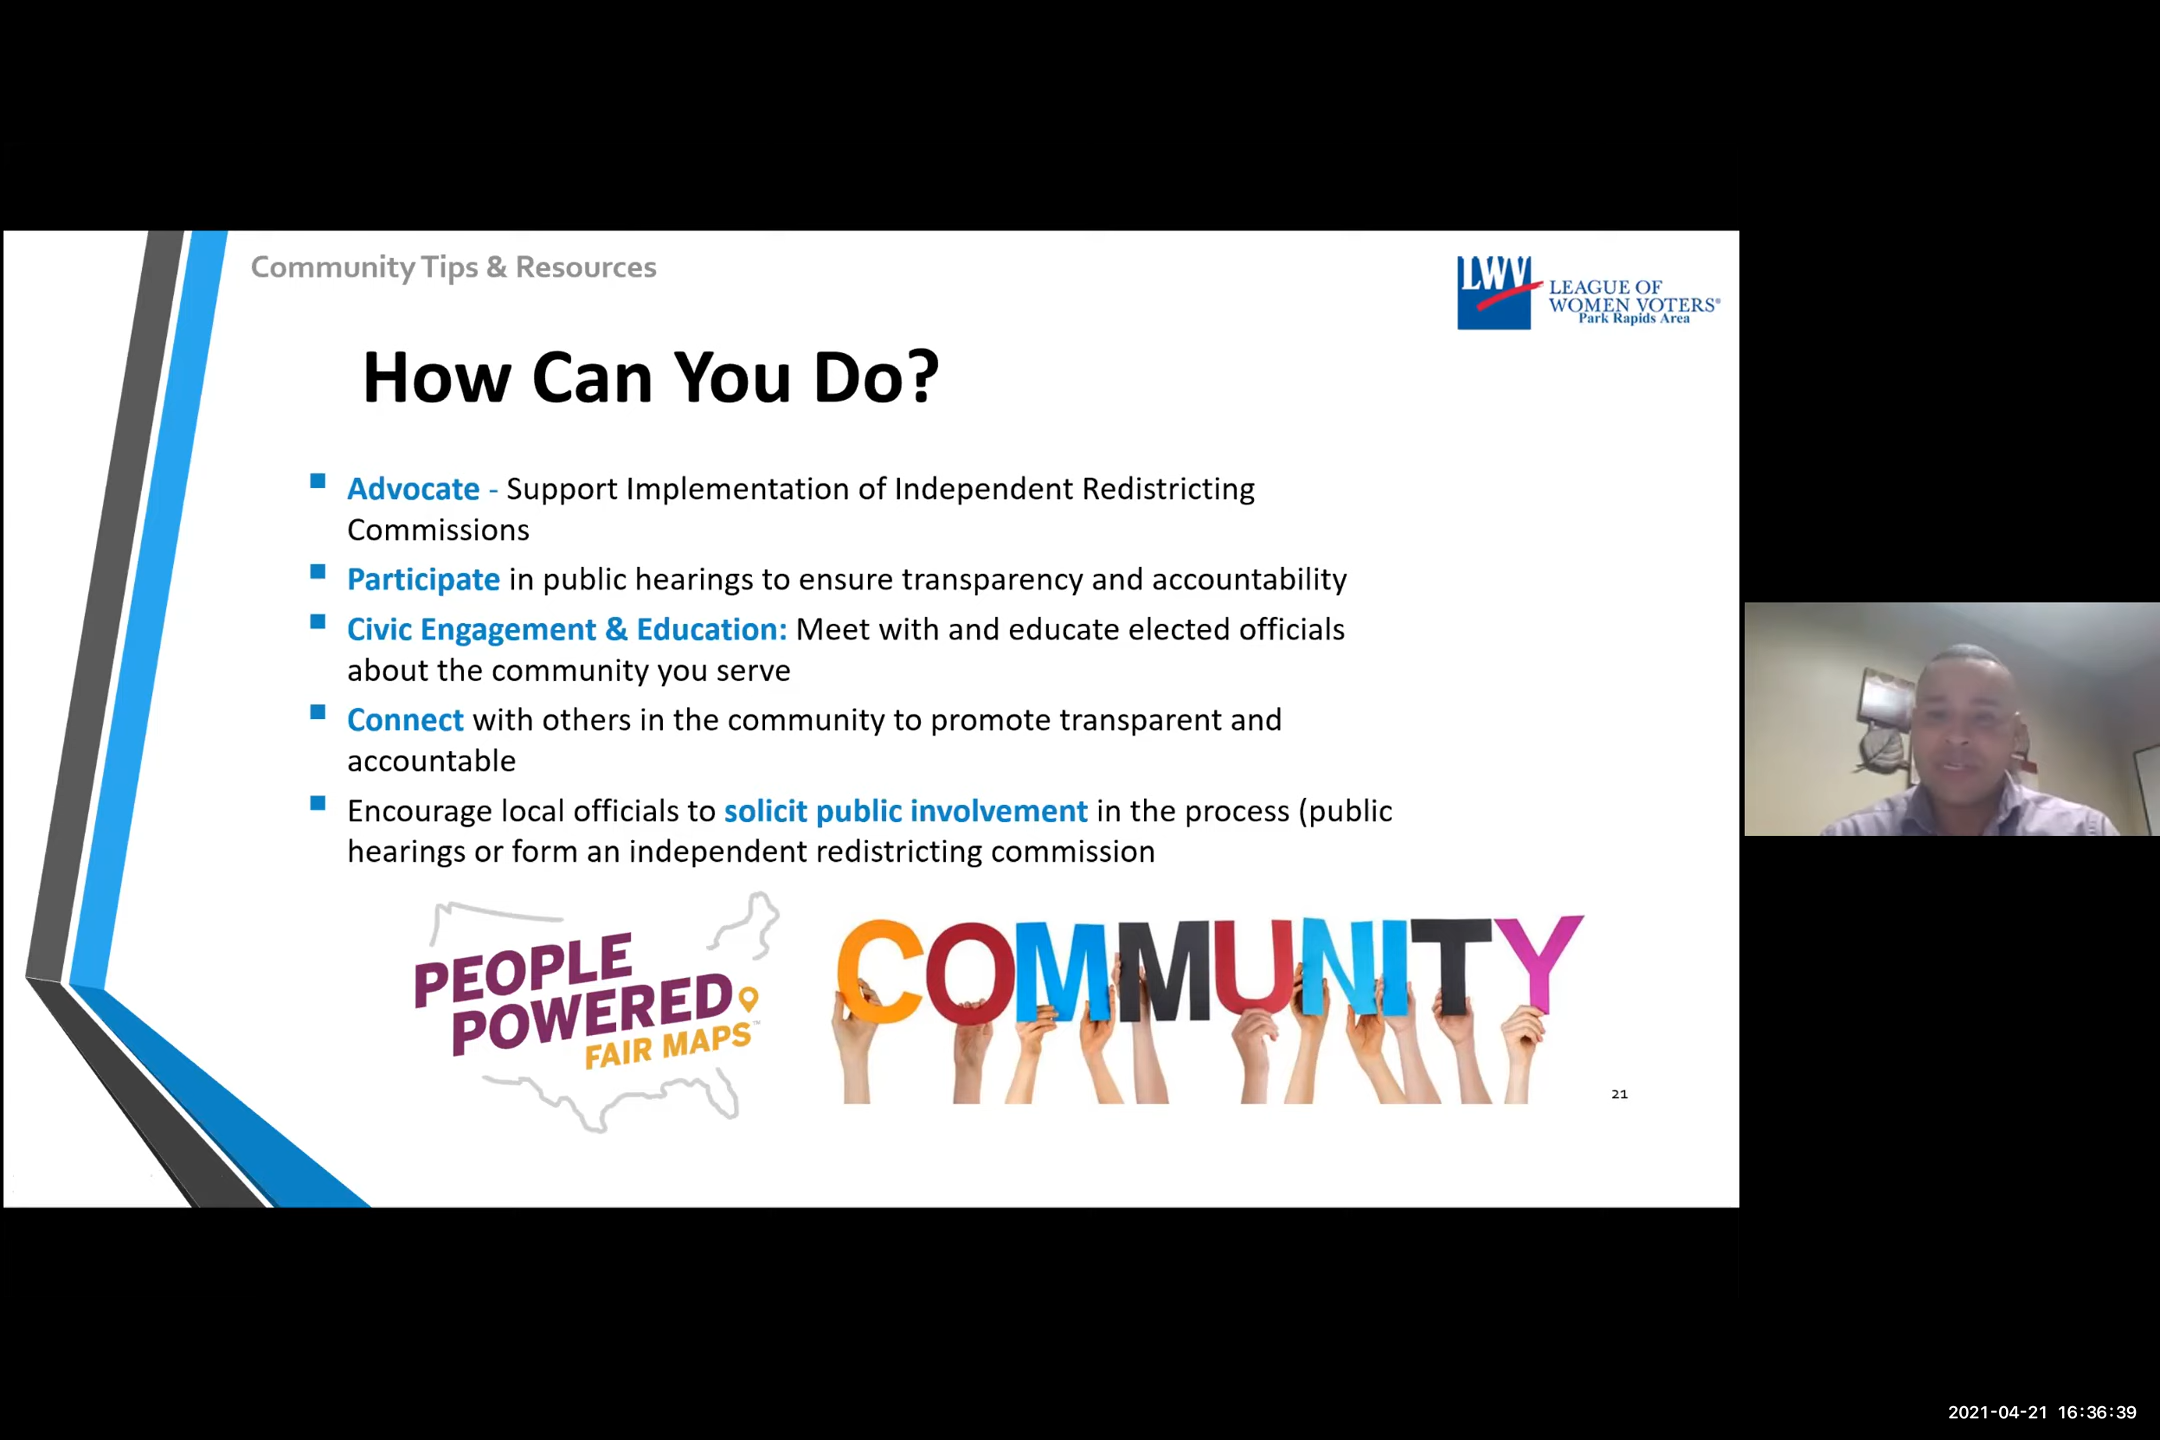 Community Tips & Resources
LWV
LEAGUE OF
WOMEN VOTERS®
Park Rapids Area
How Can You Do?
Advocate - Support Implementation of Independent Redistricting
Commissions
Participate in public hearings to ensure transparency and accountability
Civic Engagement & Education: Meet with and educate elected officials
about the community you serve
Connect with others in the community to promote transparent and
accountable
Encourage local officials to solicit public involvement in the process (public
hearings or form an independent redistricting commission
PEOPLE
POWERED
FAIR MAPS™
COMMUNITY
21
2021-04-21 16:36:39